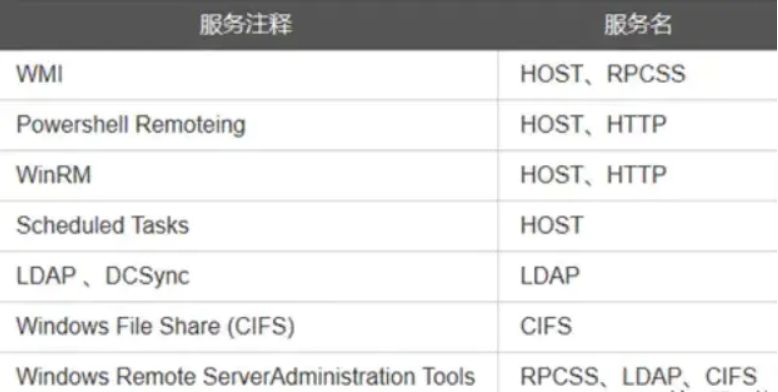 服务注释 服务名
WMI HOST、RPCSS
Powershell Remoteing HOST、HTTP
WinRM HOST、HTTP
Scheduled Tasks HOST
LDAP 、DCSync LDAP
Windows File Share (CIFS) CIFS
Windows Remote ServerAdministration Tools RPCSS、LDAP、CIFS